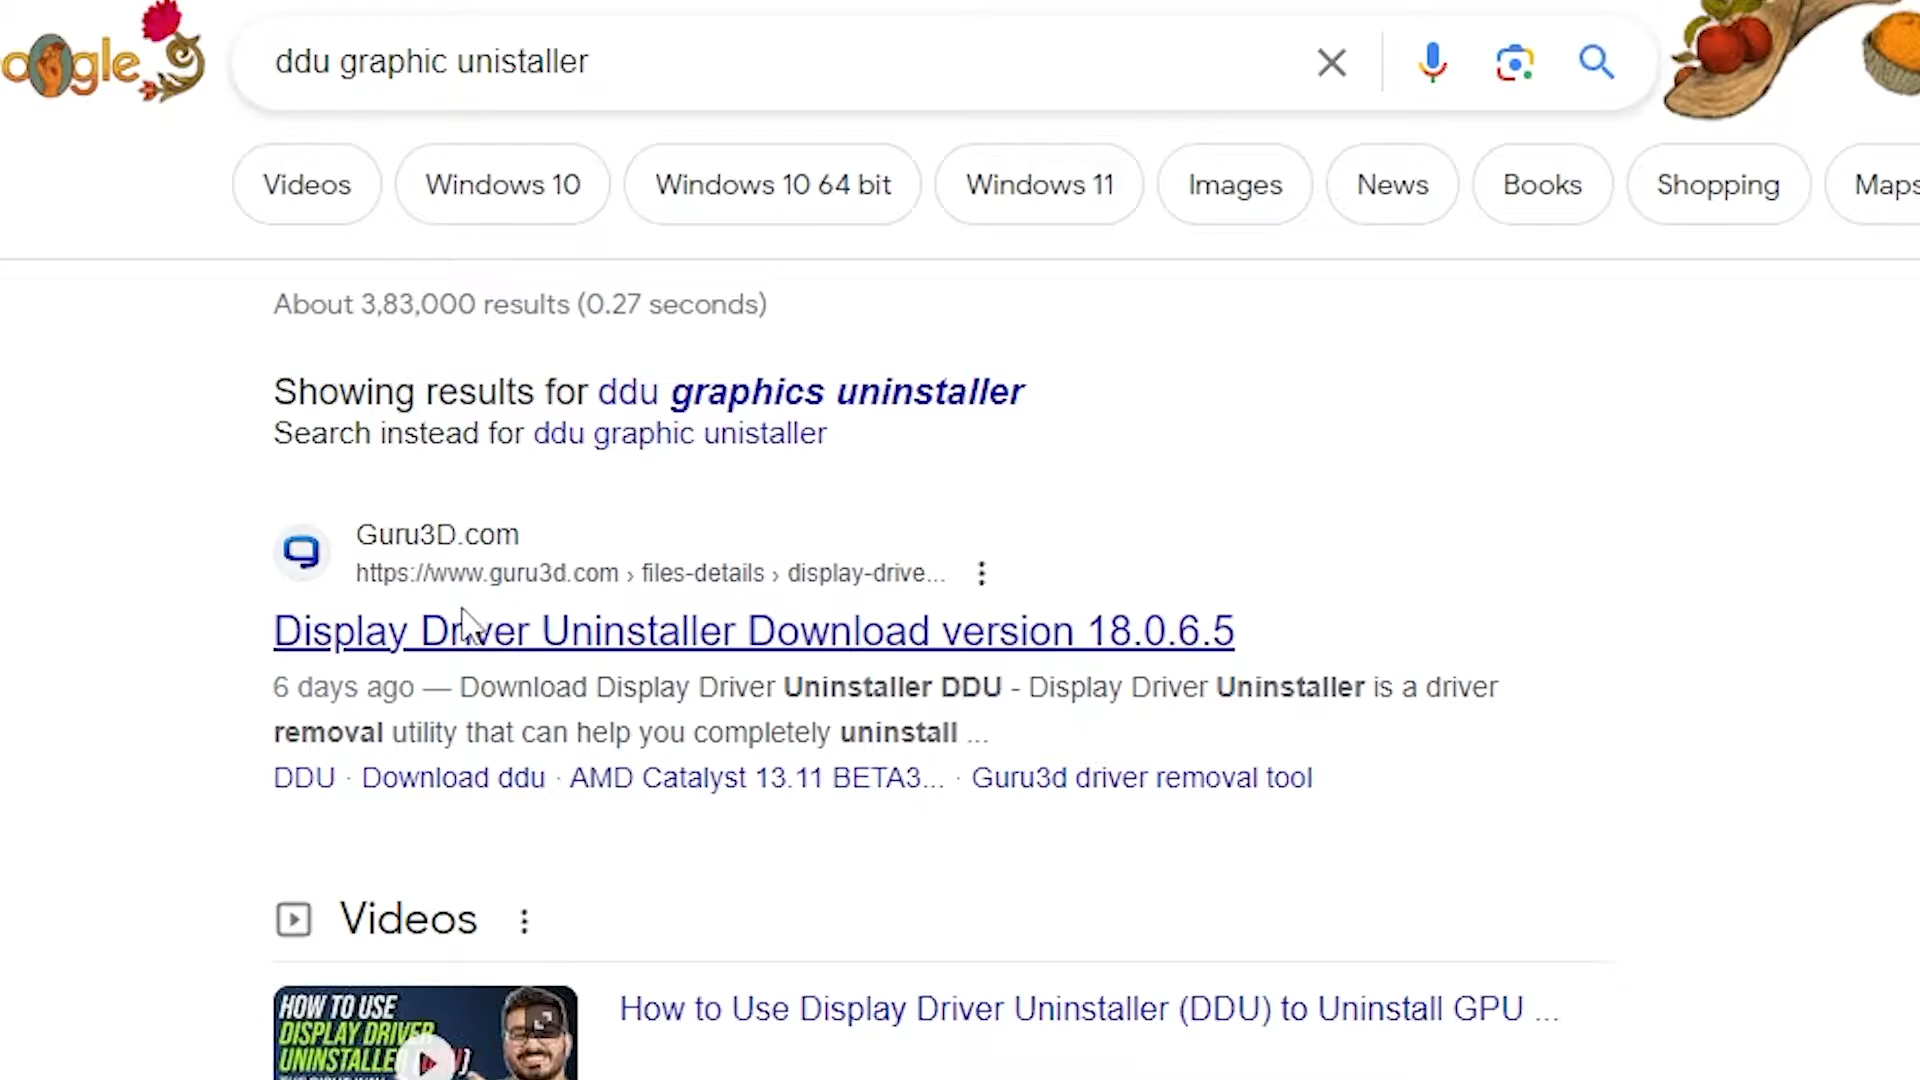 oogle
ddu graphic unistaller
Videos
Windows 10
Windows 10 64 bit
Windows 11
Images
News
Books
Shopping
Maps
About 3,83,000 results (0.27 seconds)
Showing results for ddu graphics uninstaller
Search instead for ddu graphic unistaller
Guru3D.com
https://www.guru3d.com › files-details › display-drive...
Display Driver Uninstaller Download version 18.0.6.5
6 days ago — Download Display Driver Uninstaller DDU - Display Driver Uninstaller is a driver
removal utility that can help you completely uninstall ...
DDU · Download ddu · AMD Catalyst 13.11 BETA3... · Guru3d driver removal tool
Videos
HOW TO USE
DISPLAY DRIVER
UNINSTALLE
How to Use Display Driver Uninstaller (DDU) to Uninstall GPU ...